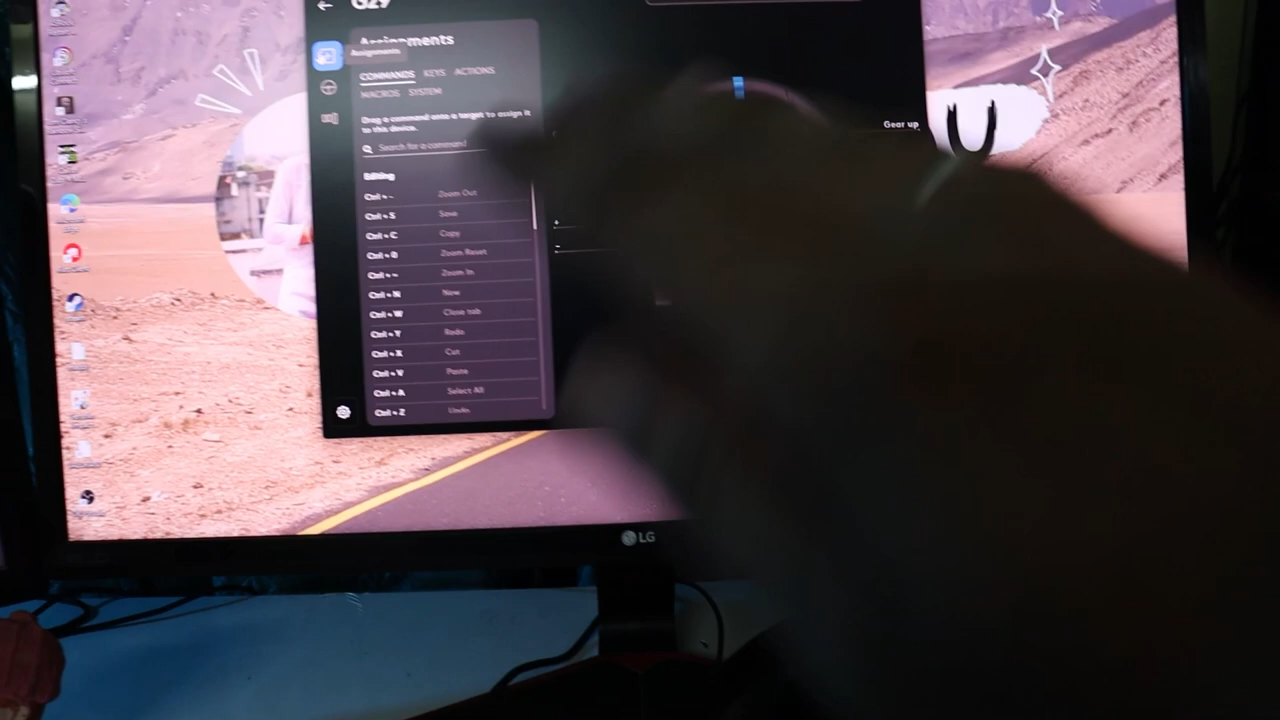 G29
Assignments
Assignments
COMMANDS KEYS ACTIONS
MACROS SYSTEM
Drag a command onto a target to assign it
to this device.
Search for a command
Gear up
Editing
Ctrl + - Zoom Out
Ctrl + S Save
Ctrl + C Copy
Ctrl + 0 Zoom Reset
Zoom In
Ctrl + N New
Ctrl + W Close tab
Ctrl + Y Redo
Ctrl + X Cut
Ctrl + V Paste
Ctrl + A Select All
Ctrl + Z Undo
U
LG